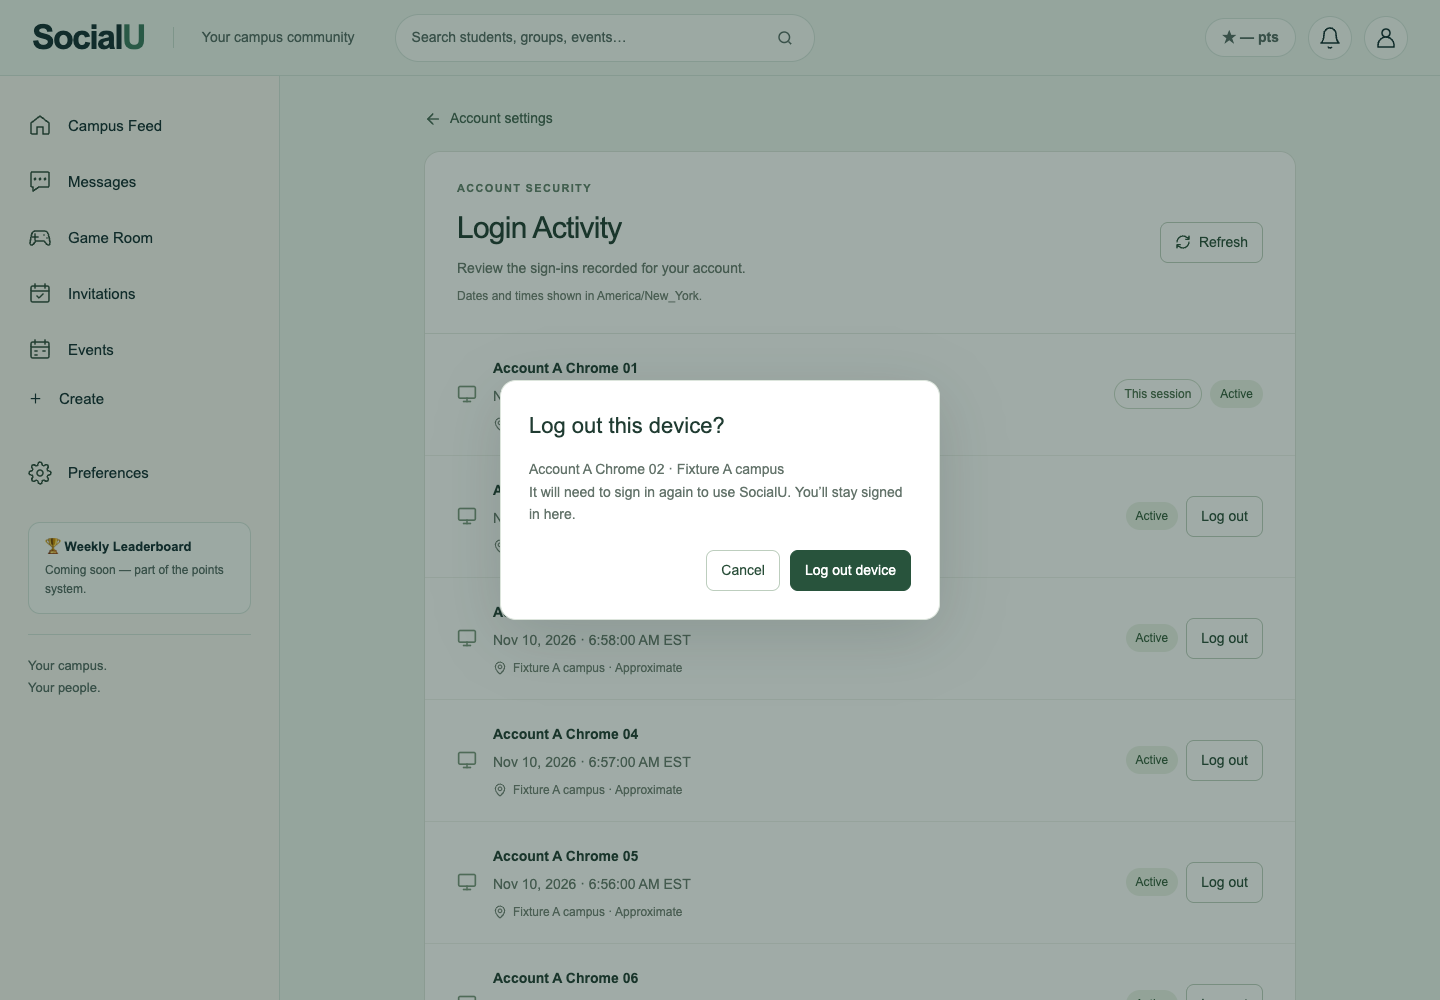 SocialU
Your campus community
Search students, groups, events…
★ — pts
Campus Feed
Messages
Game Room
Invitations
Events
+ Create
Preferences
🏆 Weekly Leaderboard
Coming soon — part of the points
system.
Your campus.
Your people.
← Account settings
ACCOUNT SECURITY
Login Activity
Review the sign-ins recorded for your account.
Dates and times shown in America/New_York.
Refresh
Account A Chrome 01
This session
Active
Log out this device?
Account A Chrome 02 · Fixture A campus
It will need to sign in again to use SocialU. You’ll stay signed
in here.
Cancel
Log out device
Active
Log out
Nov 10, 2026 · 6:58:00 AM EST
Fixture A campus · Approximate
Active
Log out
Account A Chrome 04
Nov 10, 2026 · 6:57:00 AM EST
Fixture A campus · Approximate
Active
Log out
Account A Chrome 05
Nov 10, 2026 · 6:56:00 AM EST
Fixture A campus · Approximate
Active
Log out
Account A Chrome 06